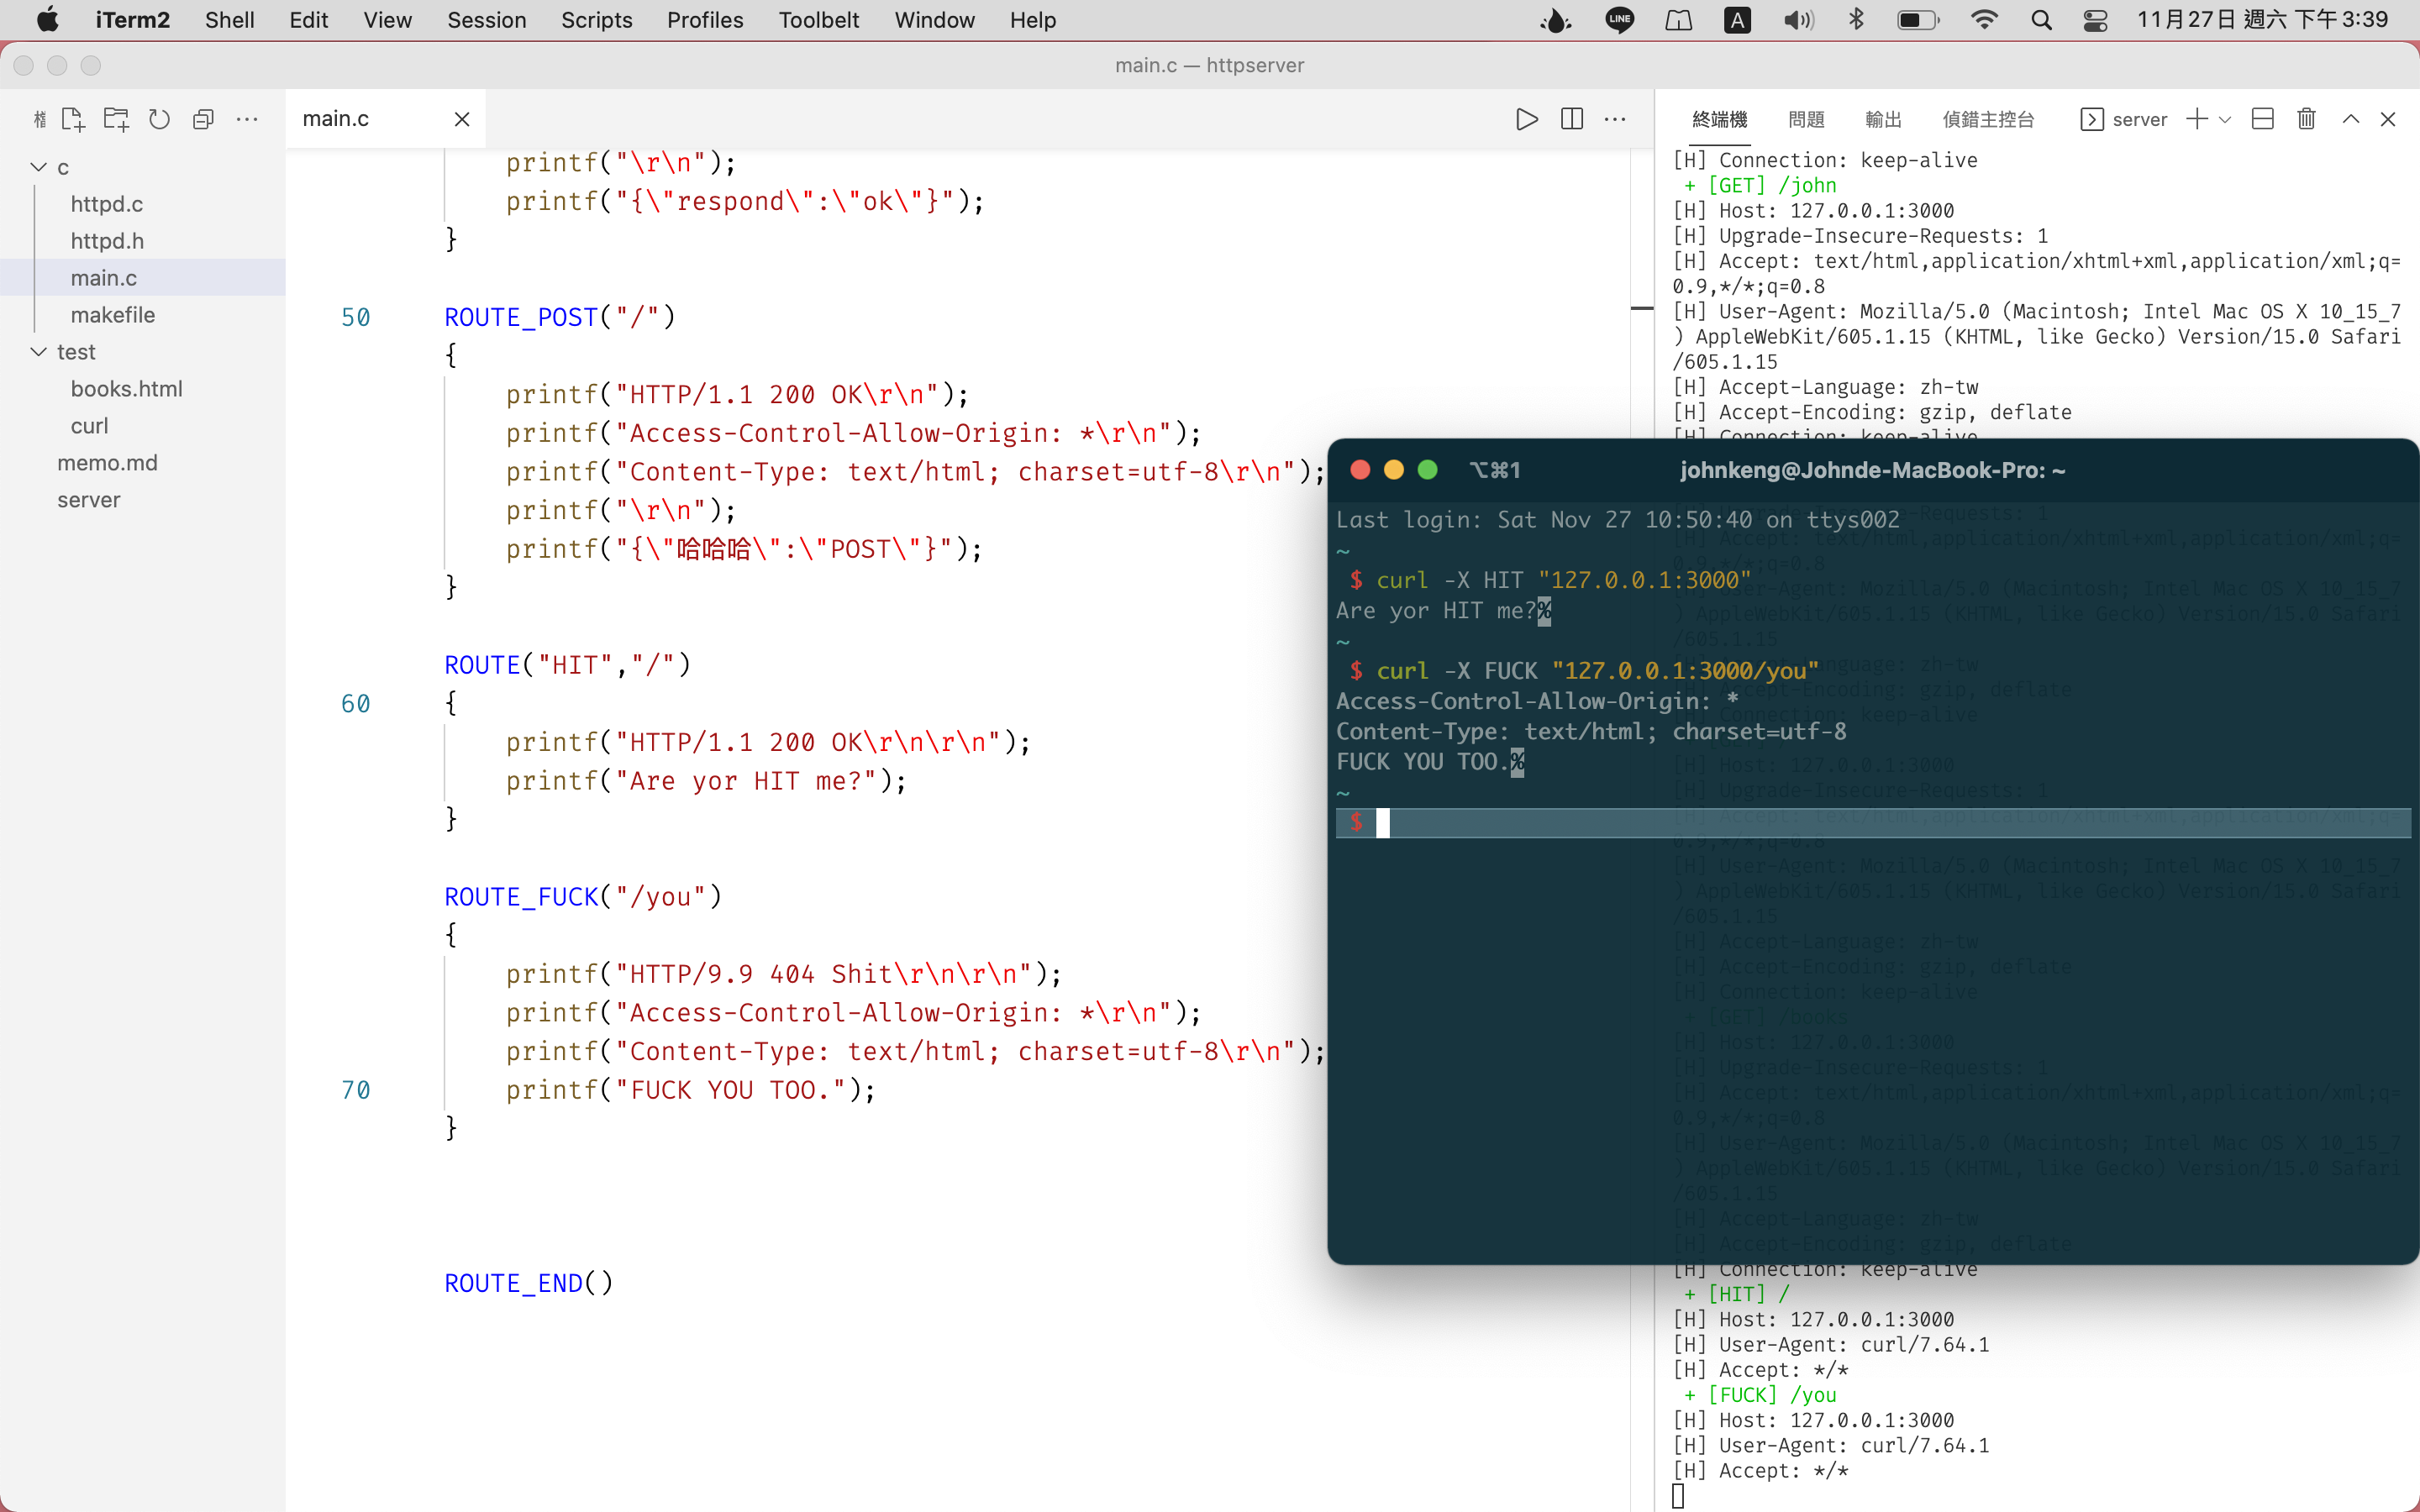 iTerm2 Shell Edit View Session Scripts Profiles Toolbelt Window Help LINE A 11月27日 週六 下午 3:39
main.c — httpserver
main.c
c
httpd.c
httpd.h
main.c
makefile
test
books.html
curl
memo.md
server
printf("\r\n");
printf("{\"respond\":\"ok\"}");
}
50 ROUTE_POST("/")
{
printf("HTTP/1.1 200 OK\r\n");
printf("Access-Control-Allow-Origin: *\r\n");
printf("Content-Type: text/html; charset=utf-8\r\n");
printf("\r\n");
printf("{\"哈哈哈\":\"POST\"}");
}
ROUTE("HIT","/")
60 {
printf("HTTP/1.1 200 OK\r\n\r\n");
printf("Are yor HIT me?");
}
ROUTE_FUCK("/you")
{
printf("HTTP/9.9 404 Shit\r\n\r\n");
printf("Access-Control-Allow-Origin: *\r\n");
printf("Content-Type: text/html; charset=utf-8\r\n");
70 printf("FUCK YOU TOO.");
}
ROUTE_END()
終端機 問題 輸出 偵錯主控台 server
[H] Connection: keep-alive
+ [GET] /john
[H] Host: 127.0.0.1:3000
[H] Upgrade-Insecure-Requests: 1
[H] Accept: text/html,application/xhtml+xml,application/xml;q=
0.9,*/*;q=0.8
[H] User-Agent: Mozilla/5.0 (Macintosh; Intel Mac OS X 10_15_7
) AppleWebKit/605.1.15 (KHTML, like Gecko) Version/15.0 Safari
/605.1.15
[H] Accept-Language: zh-tw
[H] Accept-Encoding: gzip, deflate
[H] Connection: keep-alive
⌥⌘1 johnkeng@Johnde-MacBook-Pro: ~
Last login: Sat Nov 27 10:50:40 on ttys002
~
$ curl -X HIT "127.0.0.1:3000"
Are yor HIT me?%
~
$ curl -X FUCK "127.0.0.1:3000/you"
Access-Control-Allow-Origin: *
Content-Type: text/html; charset=utf-8
FUCK YOU TOO.%
~
$
[H] Connection: keep-alive
+ [HIT] /
[H] Host: 127.0.0.1:3000
[H] User-Agent: curl/7.64.1
[H] Accept: */*
+ [FUCK] /you
[H] Host: 127.0.0.1:3000
[H] User-Agent: curl/7.64.1
[H] Accept: */*